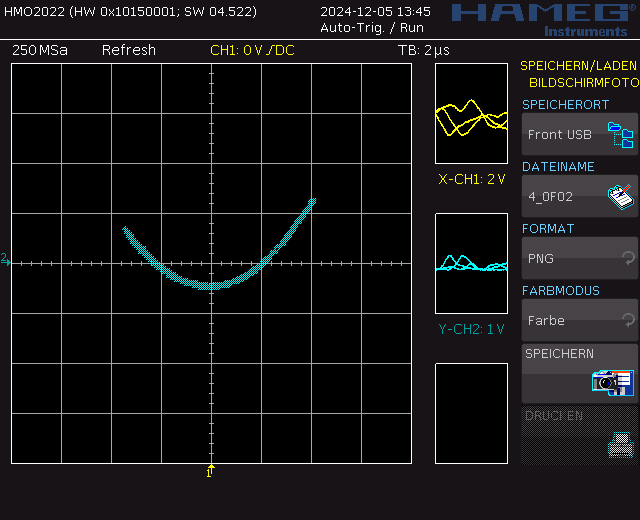 HMO2022 (HW 0x10150001; SW 04.522)
2024-12-05 13:45
Auto-Trig. / Run
HAMEG
Instruments
250 MSa
Refresh
CH1: 0 V / DC
TB: 2 µs
SPEICHERN/LADEN
BILDSCHIRMFOTO
SPEICHERORT
Front USB
X-CH1: 2 V
DATEINAME
4_0F02
2
FORMAT
PNG
FARBMODUS
Farbe
Y-CH2: 1 V
SPEICHERN
DRUCKEN
1